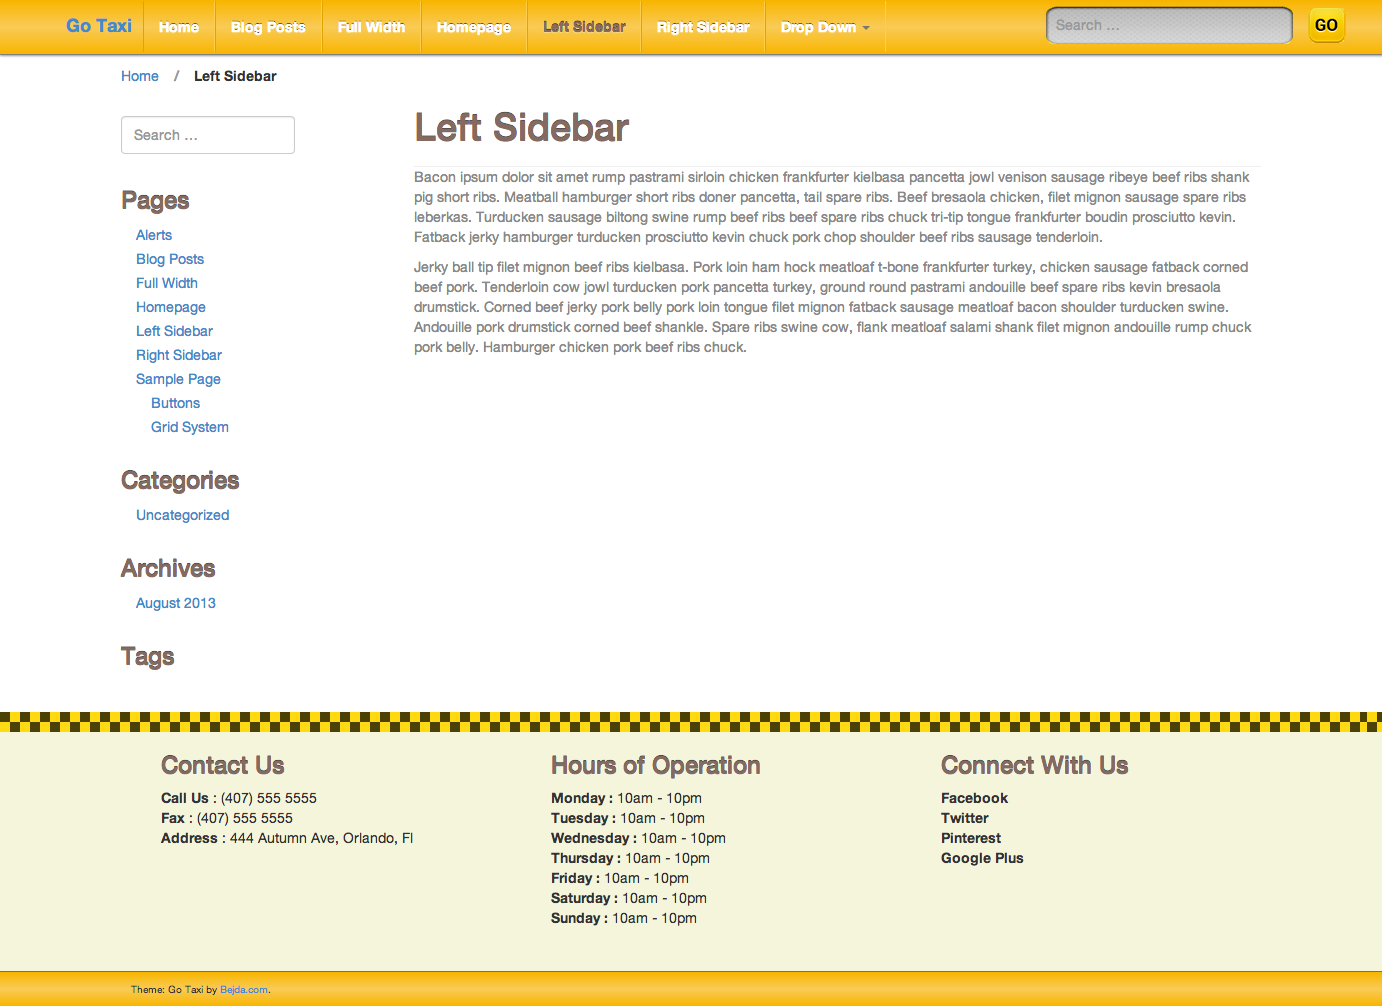 Go Taxi Home Blog Posts Full Width Homepage Left Sidebar Right Sidebar Drop Down Search ... GO
Home / Left Sidebar
Search ...
Pages
Alerts
Blog Posts
Full Width
Homepage
Left Sidebar
Right Sidebar
Sample Page
Buttons
Grid System
Categories
Uncategorized
Archives
August 2013
Tags
Left Sidebar
Bacon ipsum dolor sit amet rump pastrami sirloin chicken frankfurter kielbasa pancetta jowl venison sausage ribeye beef ribs shank
pig short ribs. Meatball hamburger short ribs doner pancetta, tail spare ribs. Beef bresaola chicken, filet mignon sausage spare ribs
leberkas. Turducken sausage biltong swine rump beef ribs beef spare ribs chuck tri-tip tongue frankfurter boudin prosciutto kevin.
Fatback jerky hamburger turducken prosciutto kevin chuck pork chop shoulder beef ribs sausage tenderloin.
Jerky ball tip filet mignon beef ribs kielbasa. Pork loin ham hock meatloaf t-bone frankfurter turkey, chicken sausage fatback corned
beef pork. Tenderloin cow jowl turducken pork pancetta turkey, ground round pastrami andouille beef spare ribs kevin bresaola
drumstick. Corned beef jerky pork belly pork loin tongue filet mignon fatback sausage meatloaf bacon shoulder turducken swine.
Andouille pork drumstick corned beef shankle. Spare ribs swine cow, flank meatloaf salami shank filet mignon andouille rump chuck
pork belly. Hamburger chicken pork beef ribs chuck.
Contact Us
Call Us : (407) 555 5555
Fax : (407) 555 5555
Address : 444 Autumn Ave, Orlando, Fl
Hours of Operation
Monday : 10am - 10pm
Tuesday : 10am - 10pm
Wednesday : 10am - 10pm
Thursday : 10am - 10pm
Friday : 10am - 10pm
Saturday : 10am - 10pm
Sunday : 10am - 10pm
Connect With Us
Facebook
Twitter
Pinterest
Google Plus
Theme: Go Taxi by Bejda.com.